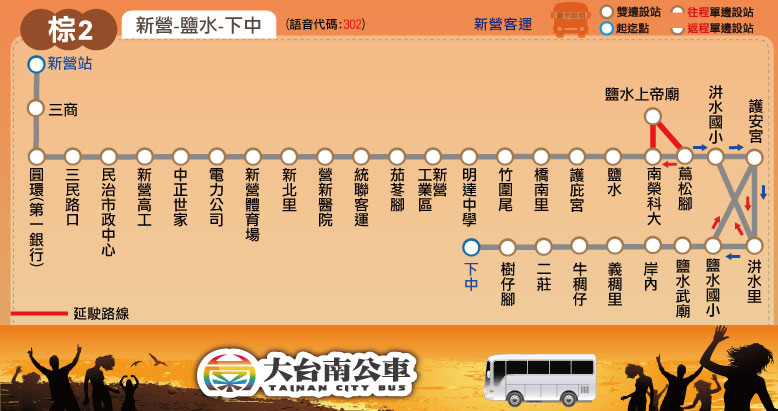 棕2
新營-鹽水-下中
（語音代碼:302）
新營客運
雙邊設站
往程單邊設站
起迄點
返程單邊設站
新營站
三商
圓環(第一銀行)
三民路口
民治市政中心
新營高工
中正世家
電力公司
新營體育場
新北里
營新醫院
統聯客運
茄苳腳
新營工業區
明達中學
竹圍尾
橋南里
護庇宮
鹽水
南榮科大
鹽水上帝廟
蔦松腳
汫水國小
護安宮
汫水里
鹽水國小
鹽水武廟
岸內
義稠里
牛稠仔
二莊
樹仔腳
下中
延駛路線
大台南公車
TAINAN CITY BUS